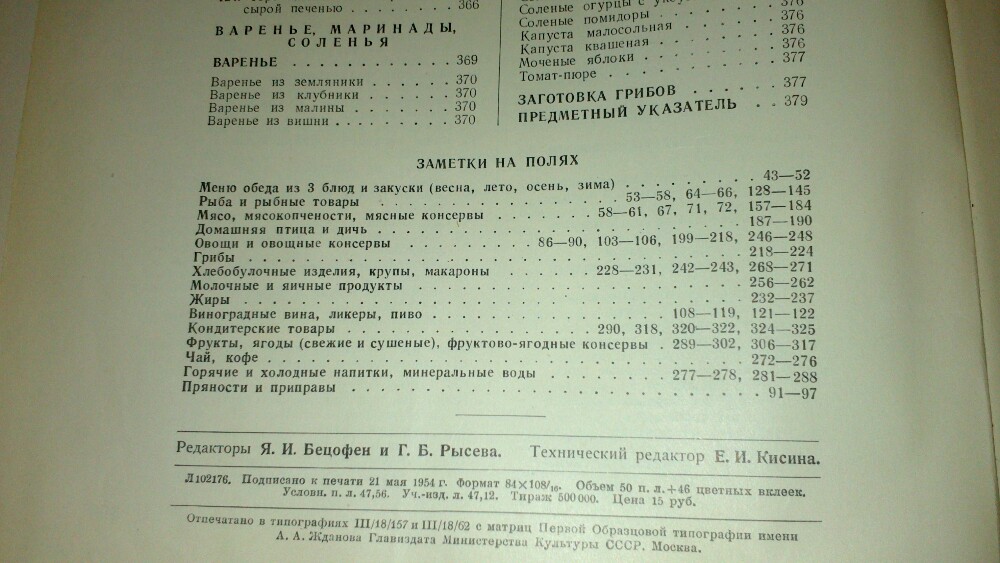 сырой печенью . . . . . . . . 366
ВАРЕНЬЕ, МАРИНАДЫ,
СОЛЕНЬЯ
ВАРЕНЬЕ . . . . . . . . . . . . 369
Варенье из земляники . . . . . . . 370
Варенье из клубники . . . . . . . 370
Варенье из малины . . . . . . . . 370
Варенье из вишни . . . . . . . . . 370
Соленые огурцы с 376
Соленые помидоры . . . . . . . 376
Капуста малосольная . . . . . . 376
Капуста квашеная . . . . . . . 376
Моченые яблоки . . . . . . . . 377
Томат-пюре . . . . . . . . . .
ЗАГОТОВКА ГРИБОВ . . . . . . 377
ПРЕДМЕТНЫЙ УКАЗАТЕЛЬ . . 379
ЗАМЕТКИ НА ПОЛЯХ
Меню обеда из 3 блюд и закуски (весна, лето, осень, зима) . . . . . . . . 43—52
Рыба и рыбные товары . . . . . . . . . . . . . . 53—58, 64—66, 128—145
Мясо, мясокопчености, мясные консервы . . . . . . . 58—61, 67, 71, 72, 157—184
Домашняя птица и дичь . . . . . . . . . . . . . . . . . . . . . . 187—190
Овощи и овощные консервы . . . . . . . . . 86—90, 103—106, 199—218, 246—248
Грибы . . . . . . . . . . . . . . . . . . . . . . . . . . . . . 218—224
Хлебобулочные изделия, крупы, макароны . . . . . . 228—231, 242—243, 268—271
Молочные и яичные продукты . . . . . . . . . . . . . . . . . . . . 256—262
Жиры . . . . . . . . . . . . . . . . . . . . . . . . . . . . . 232—237
Виноградные вина, ликеры, пиво . . . . . . . . . . . . . 108—119, 121—122
Кондитерские товары . . . . . . . . . . . . . 290, 318, 320—322, 324—325
Фрукты, ягоды (свежие и сушеные), фруктово-ягодные консервы . 289—302, 306—317
Чай, кофе . . . . . . . . . . . . . . . . . . . . . . . . . . . 272—276
Горячие и холодные напитки, минеральные воды . . . . . . . . 277—278, 281—288
Пряности и приправы . . . . . . . . . . . . . . . . . . . . . . . . 91—97
Редакторы Я. И. Бецофен и Г. Б. Рысева. Технический редактор Е. И. Кисина.
Л102176. Подписано к печати 21 мая 1954 г. Формат 84×108/₁₆. Объем 50 п. л.+46 цветных вклеек.
Условн. п. л. 47,56. Уч.-изд. л. 47,12. Тираж 500 000. Цена 15 руб.
Отпечатано в типографиях III/18/157 и III/18/62 с матриц Первой Образцовой типографии имени
А. А. Жданова Главиздата Министерства Культуры СССР. Москва.